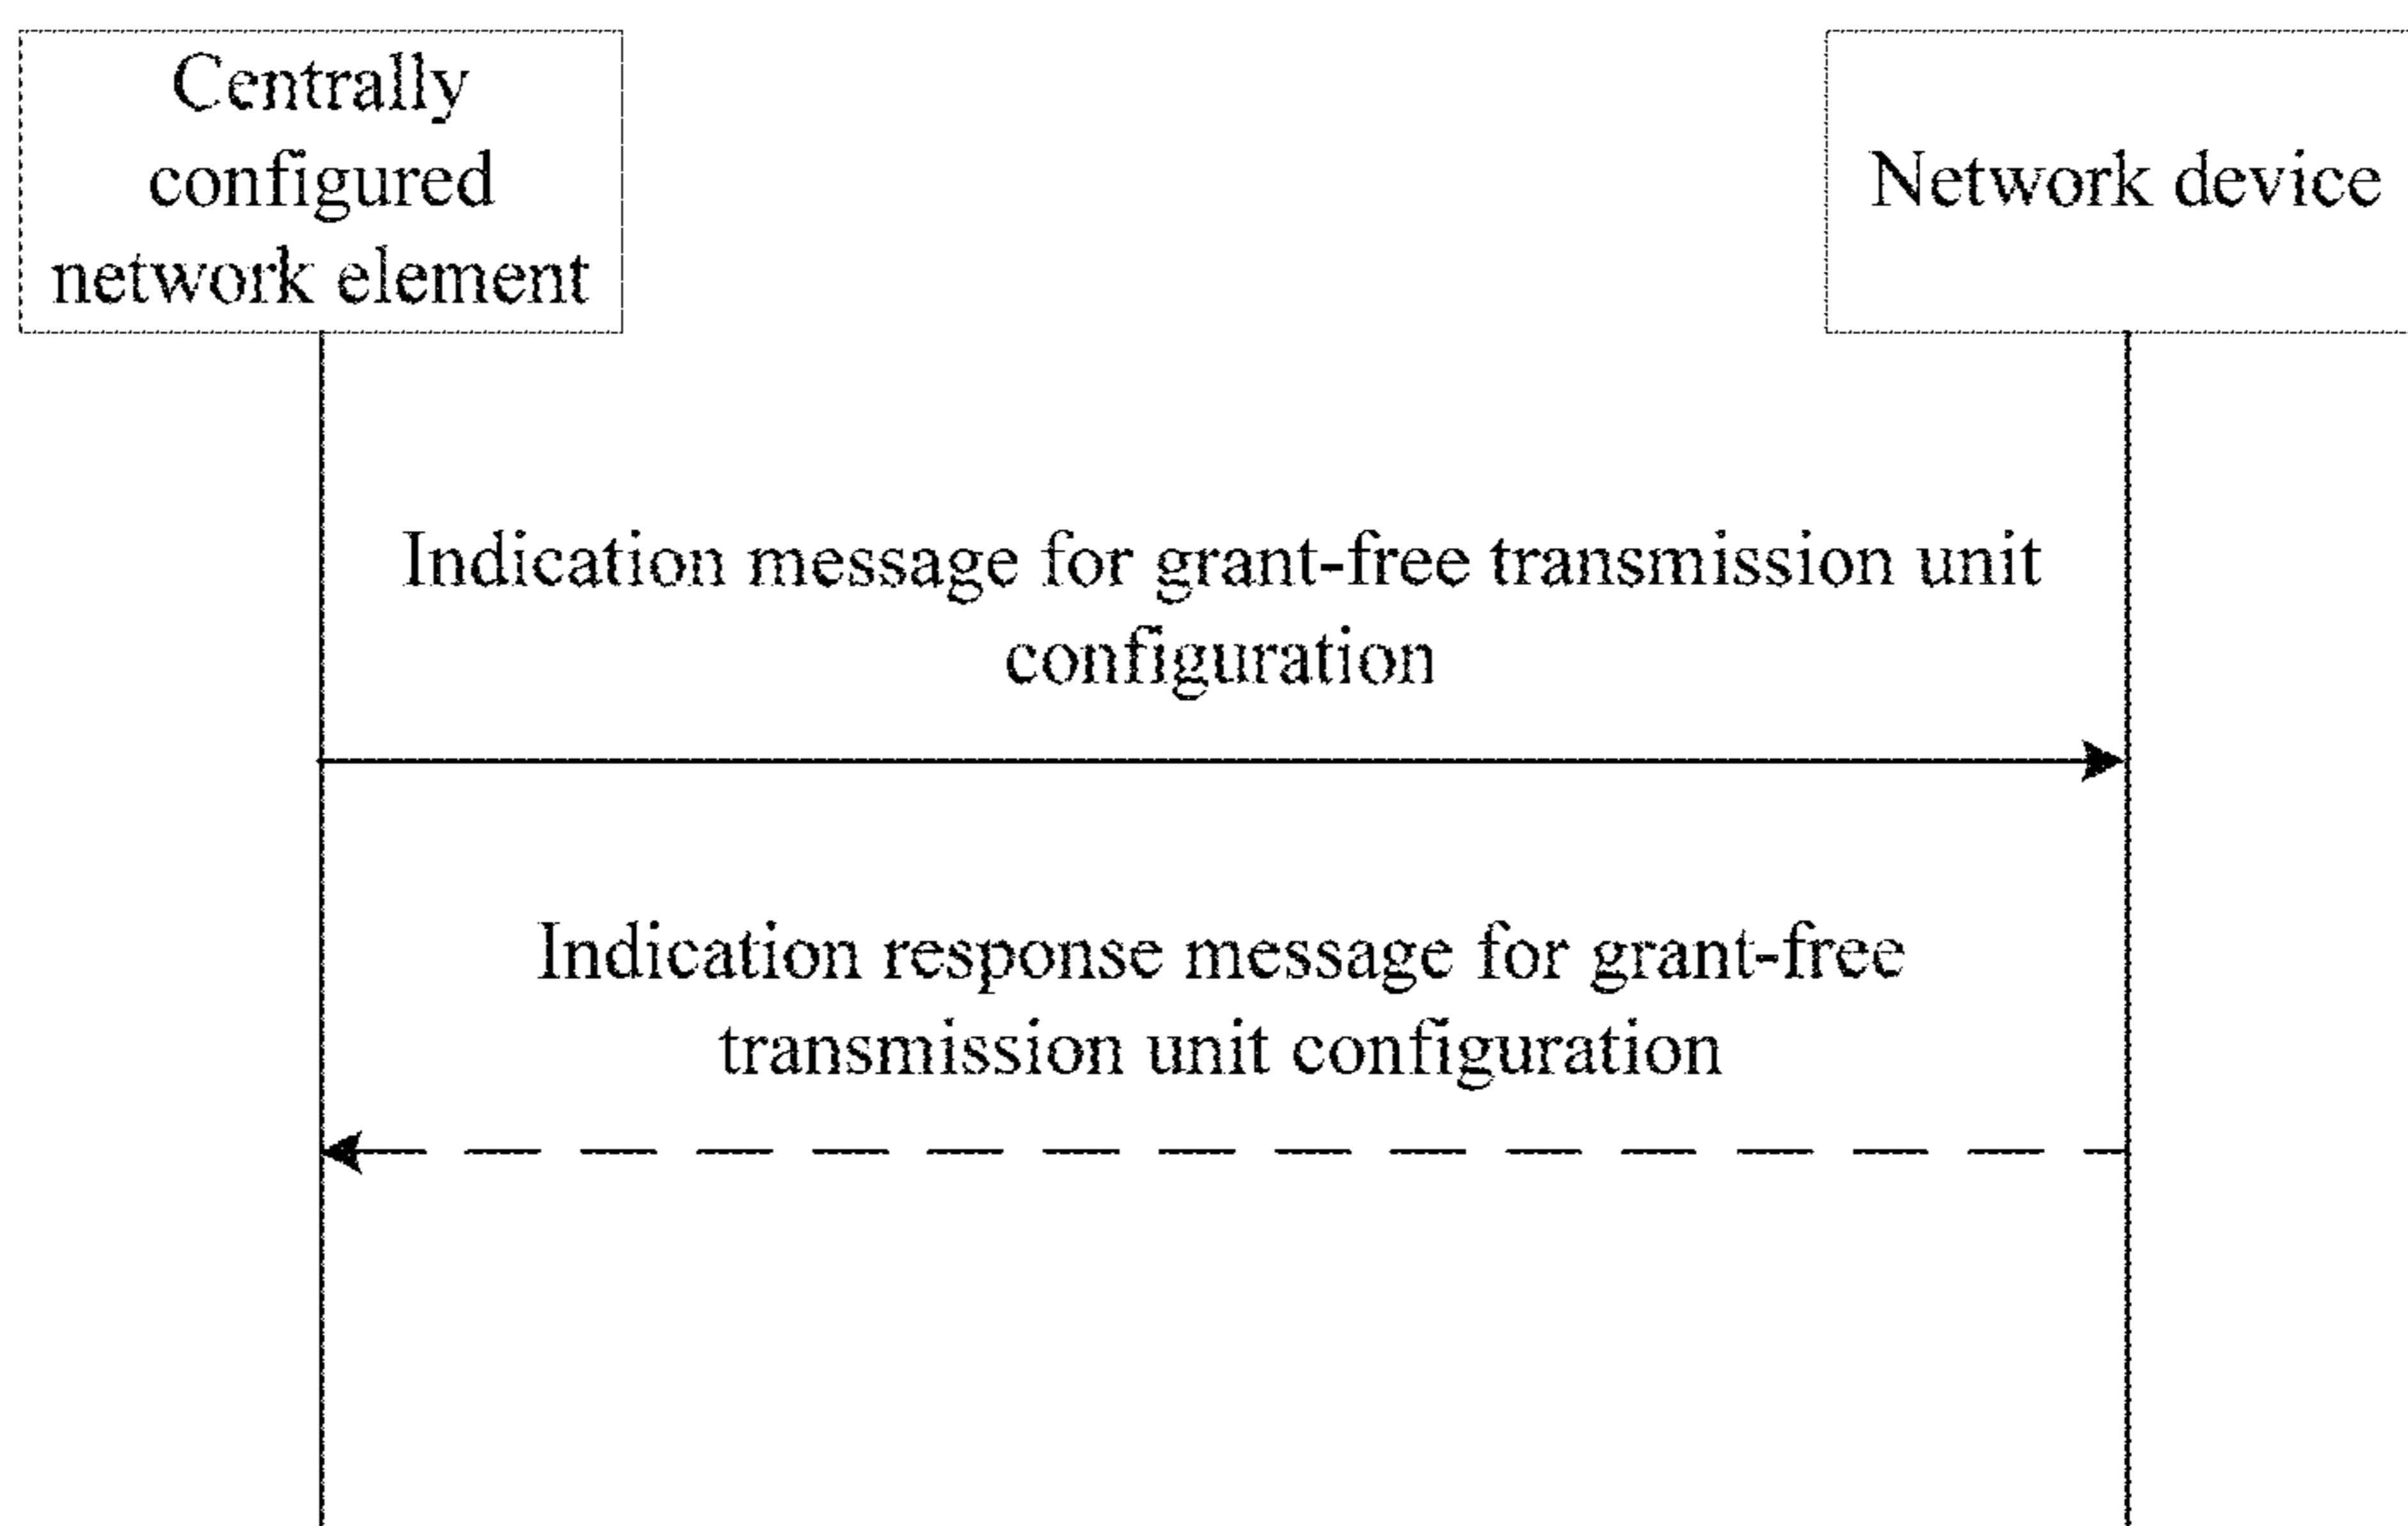 Centrally
configured
network element
Network device
Indication message for grant-free transmission unit
configuration
Indication response message for grant-free
transmission unit configuration